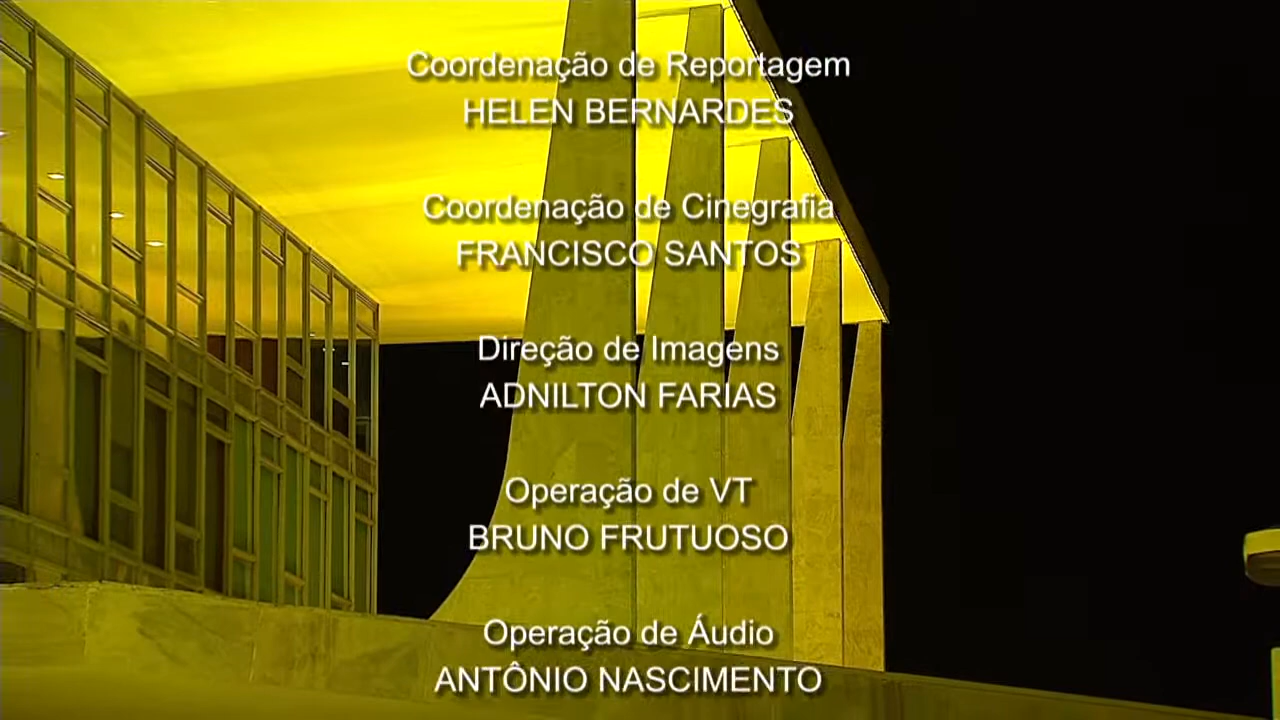 Coordenação de Reportagem
HELEN BERNARDES
Coordenação de Cinegrafia
FRANCISCO SANTOS
Direção de Imagens
ADNILTON FARIAS
Operação de VT
BRUNO FRUTUOSO
Operação de Áudio
ANTÔNIO NASCIMENTO